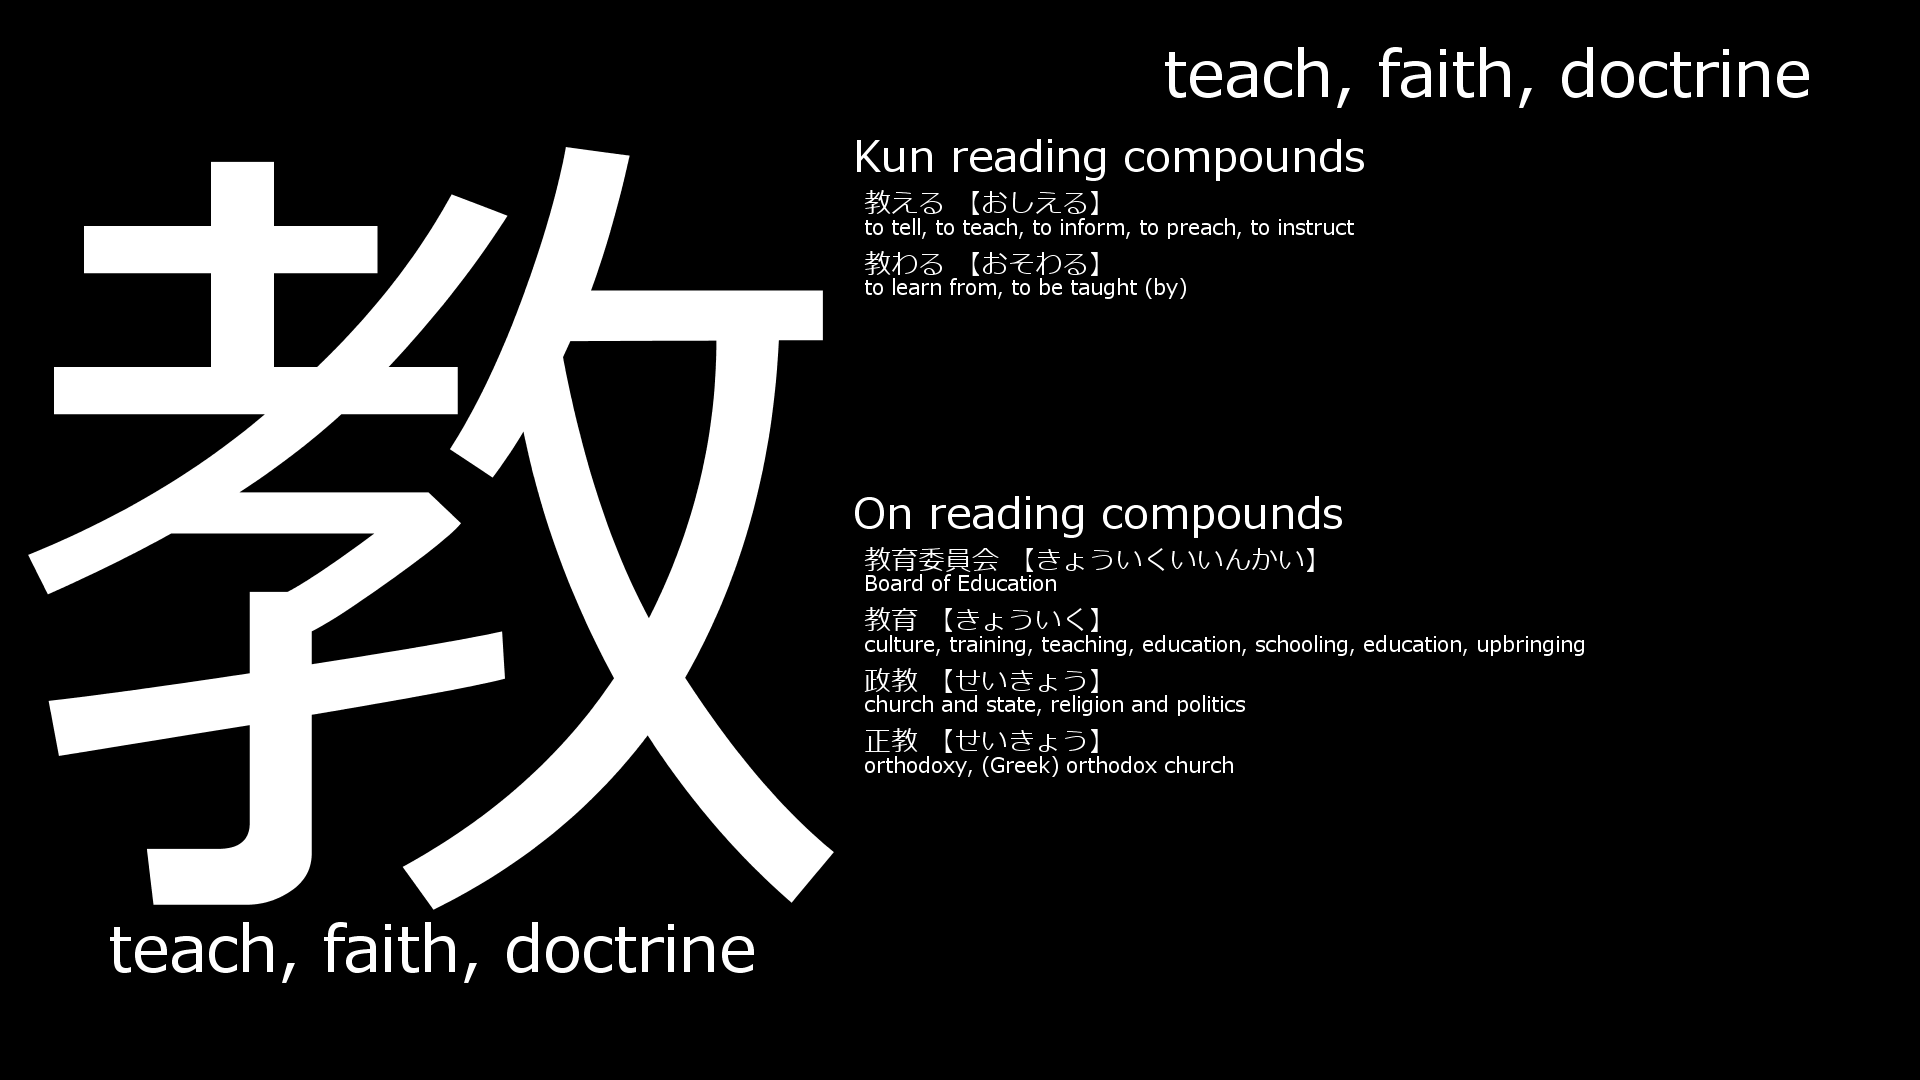 教
teach, faith, doctrine
teach, faith, doctrine
Kun reading compounds
教える 【おしえる】
to tell, to teach, to inform, to preach, to instruct
教わる 【おそわる】
to learn from, to be taught (by)
On reading compounds
教育委員会 【きょういくいいんかい】
Board of Education
教育 【きょういく】
culture, training, teaching, education, schooling, education, upbringing
政教 【せいきょう】
church and state, religion and politics
正教 【せいきょう】
orthodoxy, (Greek) orthodox church